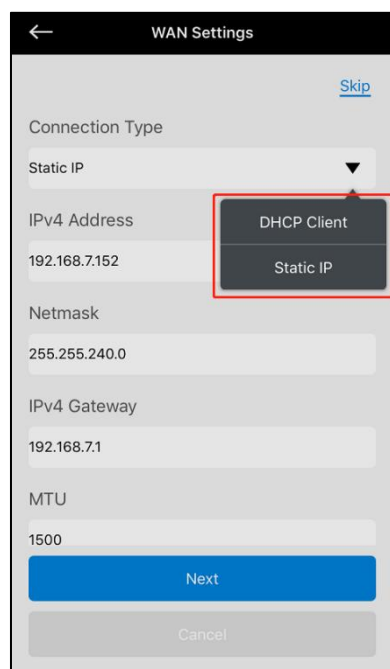 WAN Settings
Skip
Connection Type
Static IP
DHCP Client
Static IP
IPv4 Address
192.168.7.152
Netmask
255.255.240.0
IPv4 Gateway
192.168.7.1
MTU
1500
Next
Cancel